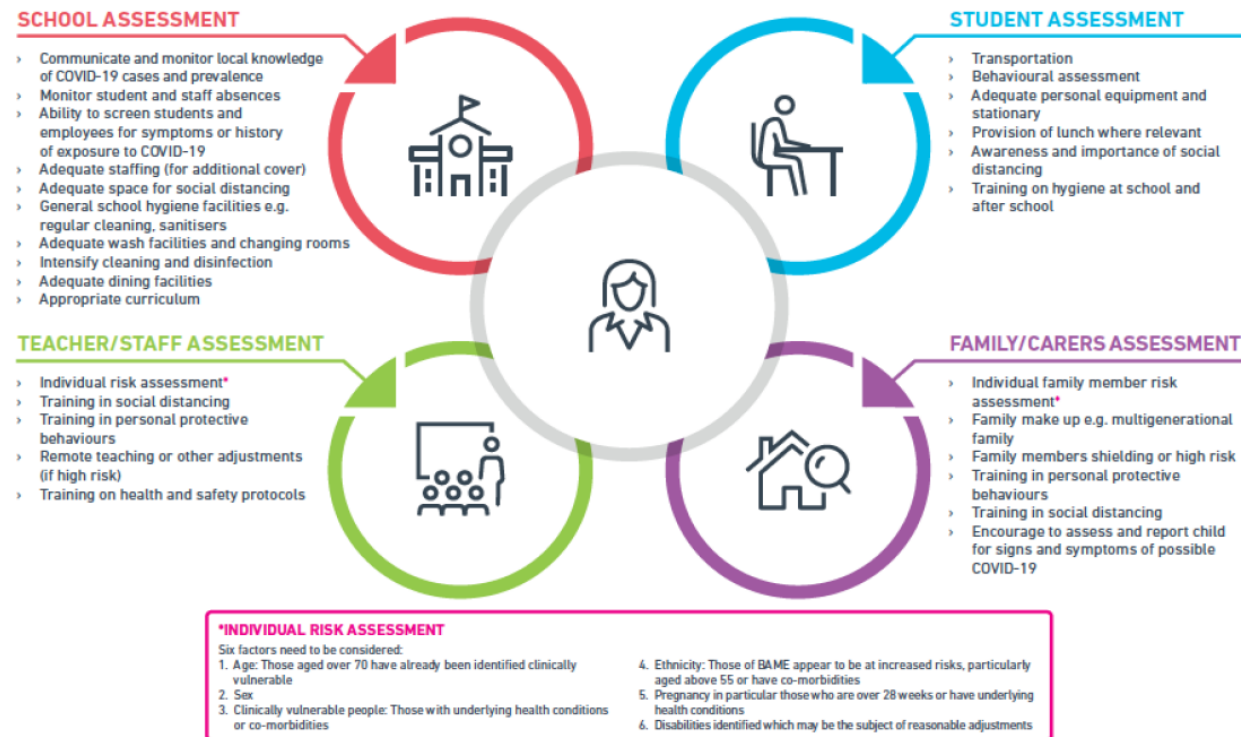 SCHOOL ASSESSMENT
› Communicate and monitor local knowledge
of COVID-19 cases and prevalence
› Monitor student and staff absences
› Ability to screen students and
employees for symptoms or history
of exposure to COVID-19
› Adequate staffing (for additional cover)
› Adequate space for social distancing
› General school hygiene facilities e.g.
regular cleaning, sanitisers
› Adequate wash facilities and changing rooms
› Intensify cleaning and disinfection
› Adequate dining facilities
› Appropriate curriculum
STUDENT ASSESSMENT
› Transportation
› Behavioural assessment
› Adequate personal equipment and
stationary
› Provision of lunch where relevant
› Awareness and importance of social
distancing
› Training on hygiene at school and
after school
TEACHER/STAFF ASSESSMENT
› Individual risk assessment*
› Training in social distancing
› Training in personal protective
behaviours
› Remote teaching or other adjustments
(if high risk)
› Training on health and safety protocols
FAMILY/CARERS ASSESSMENT
› Individual family member risk
assessment*
› Family make up e.g. multigenerational
family
› Family members shielding or high risk
› Training in personal protective
behaviours
› Training in social distancing
› Encourage to assess and report child
for signs and symptoms of possible
COVID-19
*INDIVIDUAL RISK ASSESSMENT
Six factors need to be considered:
1. Age: Those aged over 70 have already been identified clinically
vulnerable
2. Sex
3. Clinically vulnerable people: Those with underlying health conditions
or co-morbidities
4. Ethnicity: Those of BAME appear to be at increased risks, particularly
aged above 55 or have co-morbidities
5. Pregnancy in particular those who are over 28 weeks or have underlying
health conditions
6. Disabilities identified which may be the subject of reasonable adjustments